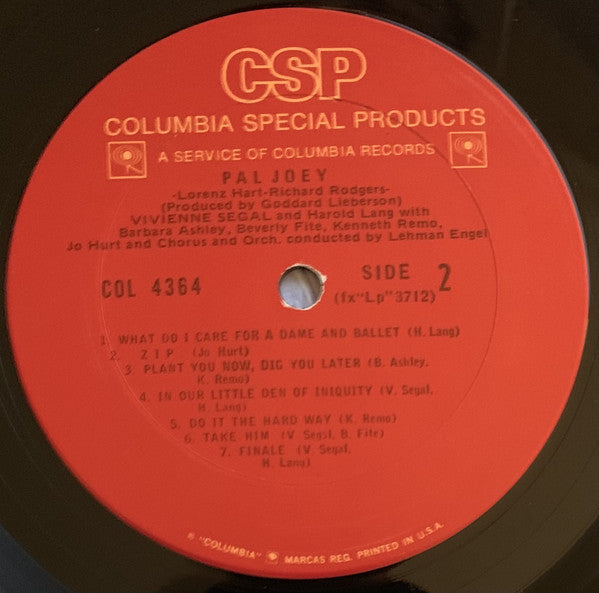 CSP
COLUMBIA SPECIAL PRODUCTS
A SERVICE OF COLUMBIA RECORDS
PAL JOEY
-Lorenz Hart-Richard Rodgers-
(Produced by Goddard Lieberson)
VIVIENNE SEGAL and Harold Lang with
Barbara Ashley, Beverly Fite, Kenneth Remo,
Jo Hurt and Chorus and Orch. conducted by Lehman Engel
COL 4364
SIDE 2
(fx"Lp"3712)
1 WHAT DO I CARE FOR A DAME AND BALLET (H. Lang)
2. ZIP (Jo Hurt)
3 PLANT YOU NOW, DIG YOU LATER (B. Ashley,
K. Remo)
4. IN OUR LITTLE DEN OF INIQUITY (V. Segal,
H. Lang)
5. DO IT THE HARD WAY (K. Remo)
6. TAKE HIM (V. Segal, B. Fite)
7. FINALE (V. Segal,
H. Lang)
® "COLUMBIA" MARCAS REG. PRINTED IN U.S.A.